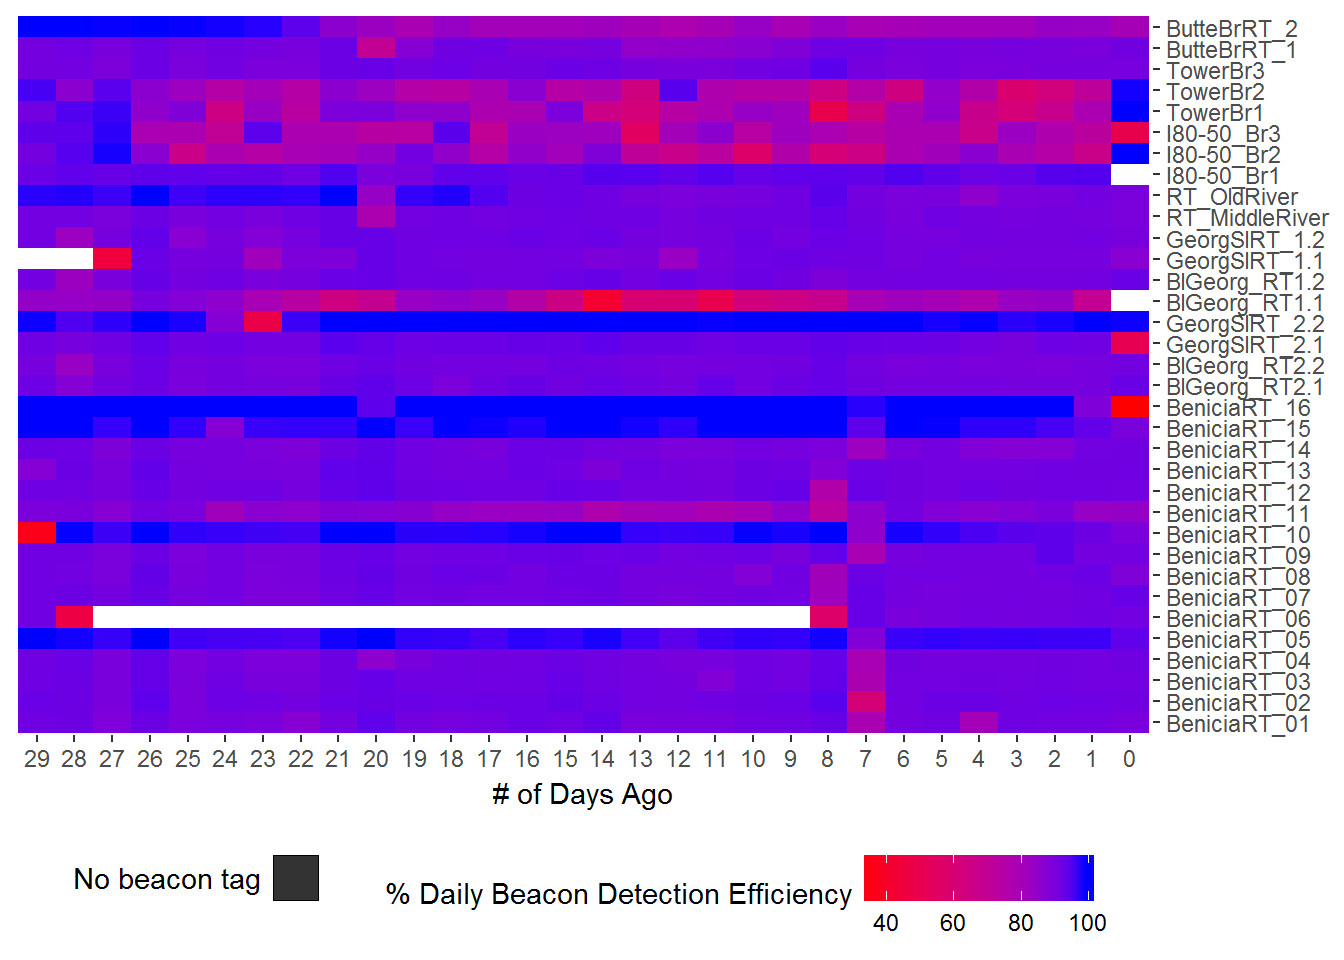 ButteBrRT_2
ButteBrRT_1
TowerBr3
TowerBr2
TowerBr1
I80-50_Br3
I80-50_Br2
I80-50_Br1
RT_OldRiver
RT_MiddleRiver
GeorgSlRT_1.2
GeorgSlRT_1.1
BlGeorg_RT1.2
BlGeorg_RT1.1
GeorgSlRT_2.2
GeorgSlRT_2.1
BlGeorg_RT2.2
BlGeorg_RT2.1
BeniciaRT_16
BeniciaRT_15
BeniciaRT_14
BeniciaRT_13
BeniciaRT_12
BeniciaRT_11
BeniciaRT_10
BeniciaRT_09
BeniciaRT_08
BeniciaRT_07
BeniciaRT_06
BeniciaRT_05
BeniciaRT_04
BeniciaRT_03
BeniciaRT_02
BeniciaRT_01
29 28 27 26 25 24 23 22 21 20 19 18 17 16 15 14 13 12 11 10 9 8 7 6 5 4 3 2 1 0
# of Days Ago
No beacon tag
% Daily Beacon Detection Efficiency
40 60 80 100